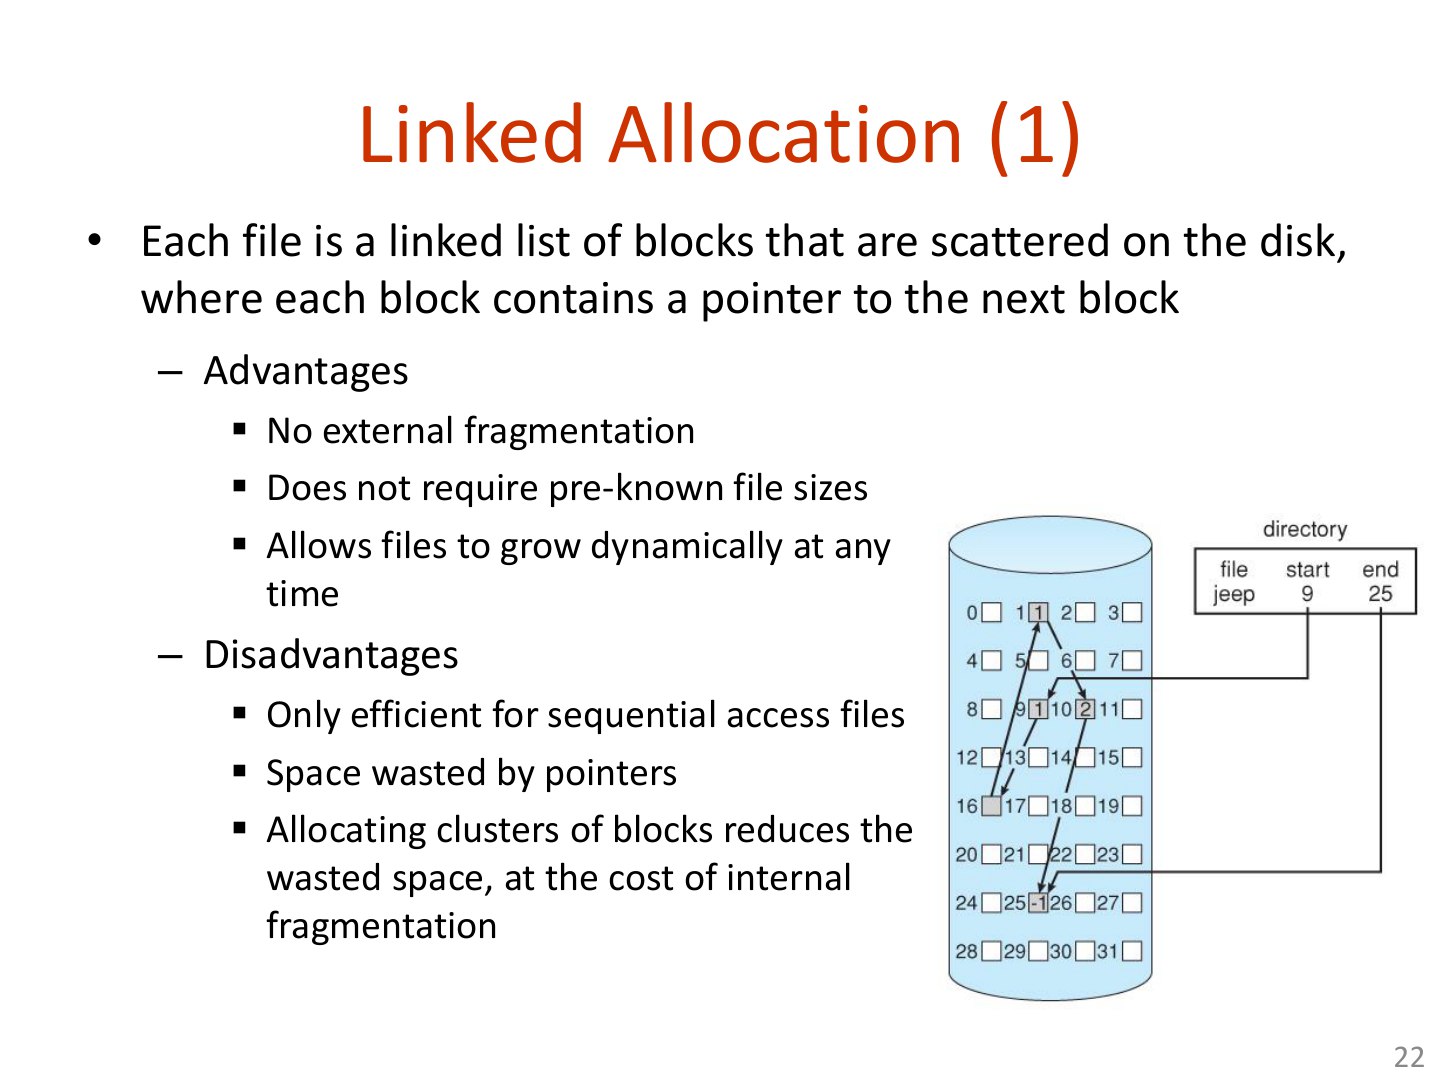 Linked Allocation (1)
• Each file is a linked list of blocks that are scattered on the disk,
where each block contains a pointer to the next block
– Advantages
▪ No external fragmentation
▪ Does not require pre-known file sizes
▪ Allows files to grow dynamically at any
time
– Disadvantages
▪ Only efficient for sequential access files
▪ Space wasted by pointers
▪ Allocating clusters of blocks reduces the
wasted space, at the cost of internal
fragmentation
directory
file start end
jeep 9 25
0 1 1 2 3
4 5 6 7
8 9 1 10 2 11
12 13 14 15
16 17 18 19
20 21 22 23
24 25 -1 26 27
28 29 30 31
22